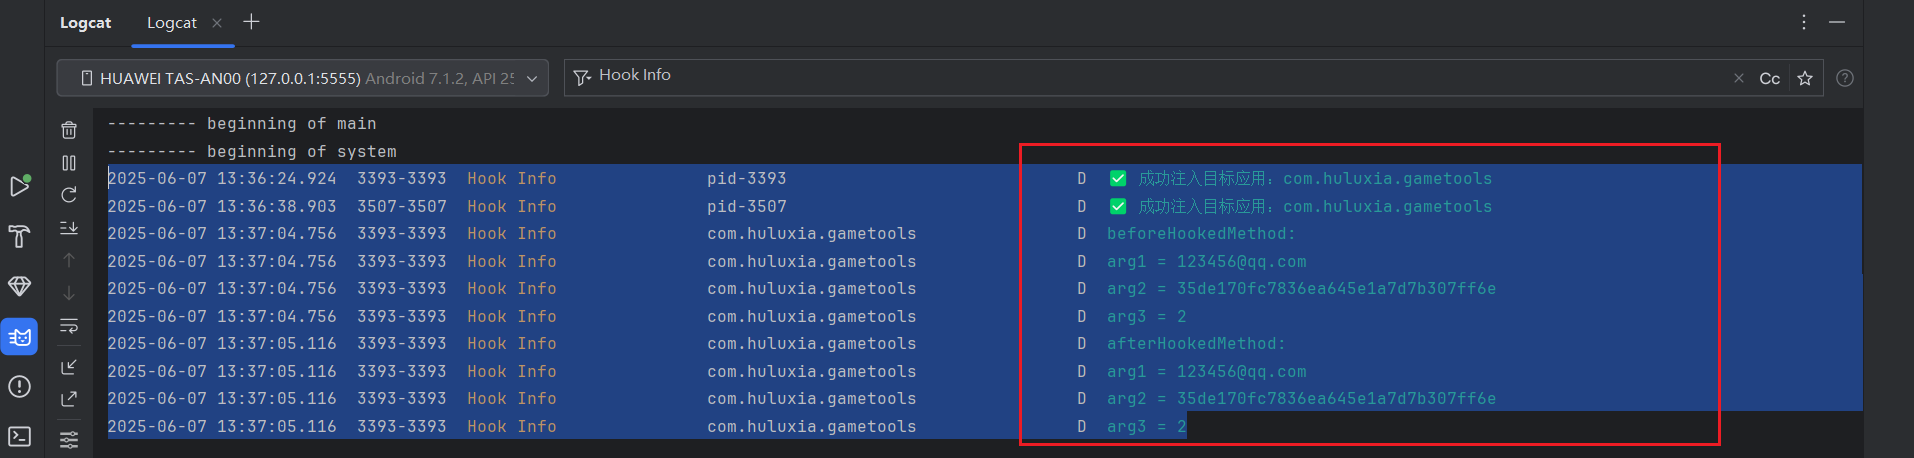 Logcat Logcat
HUAWEI TAS-AN00 (127.0.0.1:5555) Android 7.1.2, API 25 Hook Info Cc
--------- beginning of main
--------- beginning of system
2025-06-07 13:36:24.924 3393-3393 Hook Info pid-3393 D ✅ 成功注入目标应用：com.huluxia.gametools
2025-06-07 13:36:38.903 3507-3507 Hook Info pid-3507 D ✅ 成功注入目标应用：com.huluxia.gametools
2025-06-07 13:37:04.756 3393-3393 Hook Info com.huluxia.gametools D beforeHookedMethod:
2025-06-07 13:37:04.756 3393-3393 Hook Info com.huluxia.gametools D arg1 = 123456@qq.com
2025-06-07 13:37:04.756 3393-3393 Hook Info com.huluxia.gametools D arg2 = 35de170fc7836ea645e1a7d7b307ff6e
2025-06-07 13:37:04.756 3393-3393 Hook Info com.huluxia.gametools D arg3 = 2
2025-06-07 13:37:05.116 3393-3393 Hook Info com.huluxia.gametools D afterHookedMethod:
2025-06-07 13:37:05.116 3393-3393 Hook Info com.huluxia.gametools D arg1 = 123456@qq.com
2025-06-07 13:37:05.116 3393-3393 Hook Info com.huluxia.gametools D arg2 = 35de170fc7836ea645e1a7d7b307ff6e
2025-06-07 13:37:05.116 3393-3393 Hook Info com.huluxia.gametools D arg3 = 2